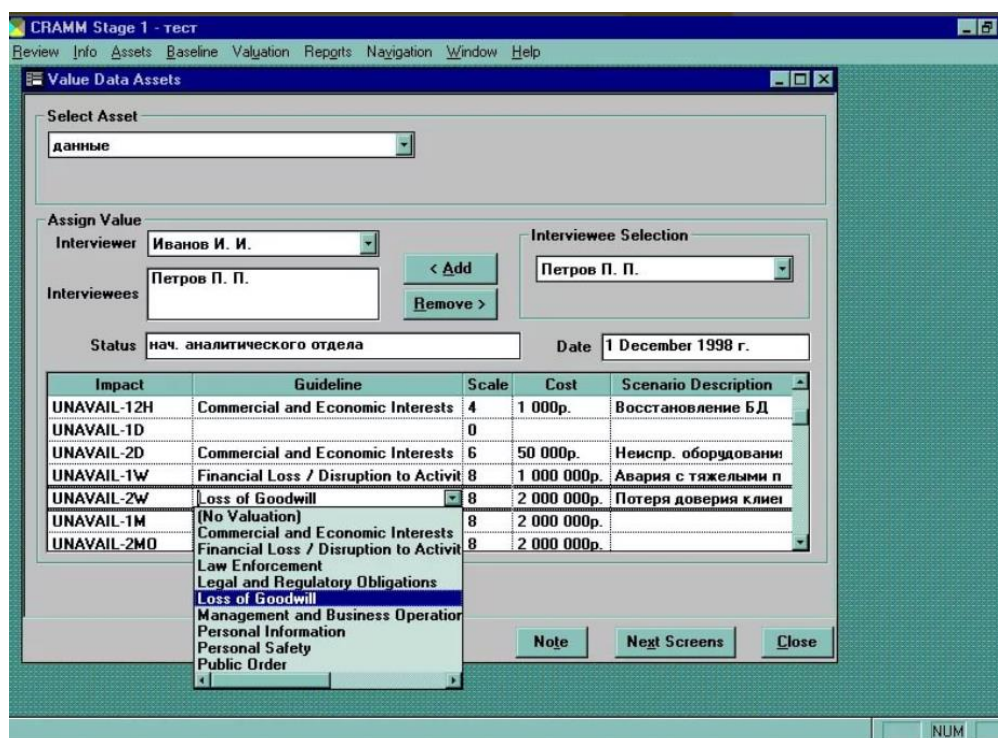 CRAMM Stage 1 - тест
Review Info Assets Baseline Valuation Reports Navigation Window Help
Value Data Assets
Select Asset
данные
Assign Value
Interviewer Иванов И. И.
Interviewee Selection
Петров П. П.
Interviewees Петров П. П.
< Add
Remove >
Status нач. аналитического отдела Date 1 December 1998 г.
Impact Guideline Scale Cost Scenario Description
UNAVAIL-12H Commercial and Economic Interests 4 1 000р. Восстановление БД
UNAVAIL-1D 0
UNAVAIL-2D Commercial and Economic Interests 6 50 000р. Неиспр. оборудовани
UNAVAIL-1W Financial Loss / Disruption to Activit 8 1 000 000р. Авария с тяжелыми п
UNAVAIL-2W Loss of Goodwill 8 2 000 000р. Потеря доверия клие
UNAVAIL-1M 8 2 000 000р.
UNAVAIL-2MO 8 2 000 000р.
(No Valuation)
Commercial and Economic Interests
Financial Loss / Disruption to Activit
Law Enforcement
Legal and Regulatory Obligations
Loss of Goodwill
Management and Business Operation
Personal Information
Personal Safety
Public Order
Note Next Screens Close
NUM